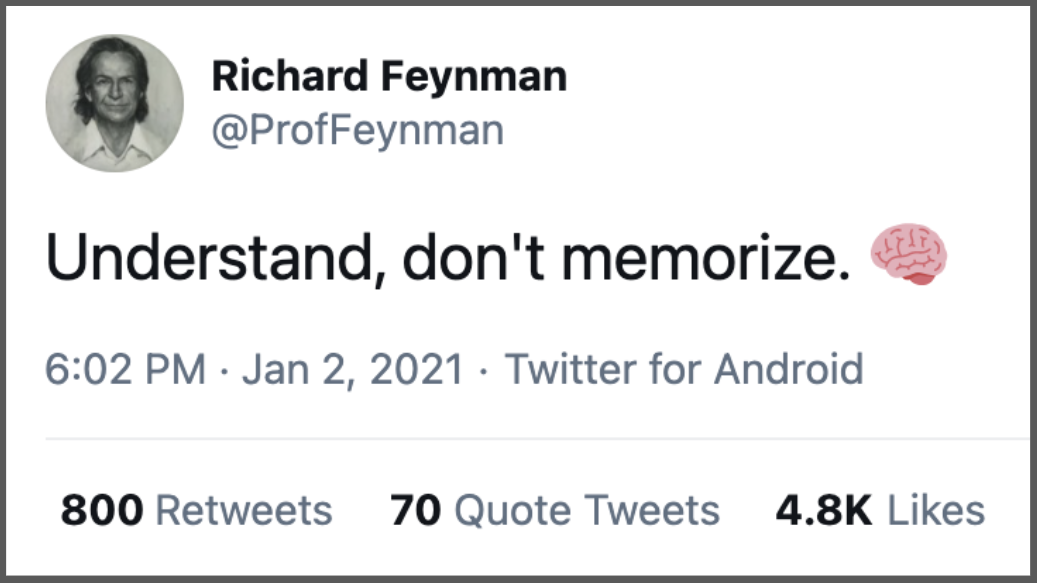 Richard Feynman
@ProfFeynman
Understand, don't memorize. 🧠
6:02 PM · Jan 2, 2021 · Twitter for Android
800 Retweets 70 Quote Tweets 4.8K Likes